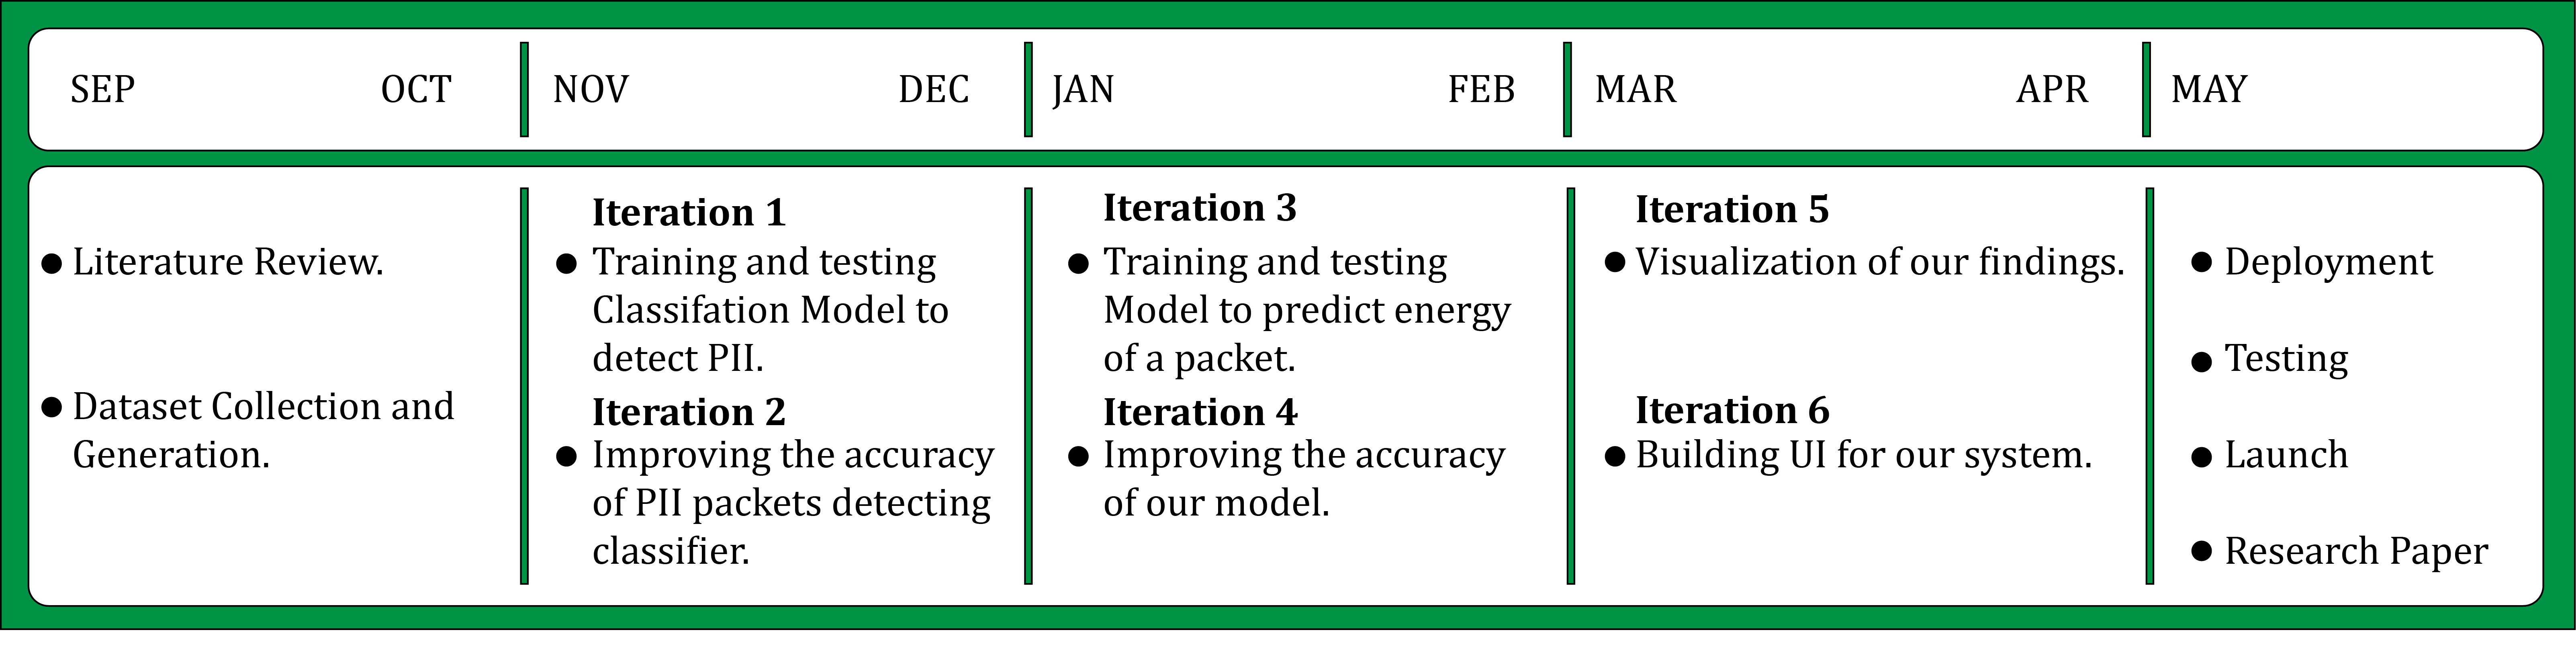 SEP OCT NOV DEC JAN FEB MAR APR MAY
Literature Review.
Dataset Collection and
Generation.
Iteration 1
Training and testing
Classifation Model to
detect PII.
Iteration 2
Improving the accuracy
of PII packets detecting
classifier.
Iteration 3
Training and testing
Model to predict energy
of a packet.
Iteration 4
Improving the accuracy
of our model.
Iteration 5
Visualization of our findings.
Iteration 6
Building UI for our system.
Deployment
Testing
Launch
Research Paper